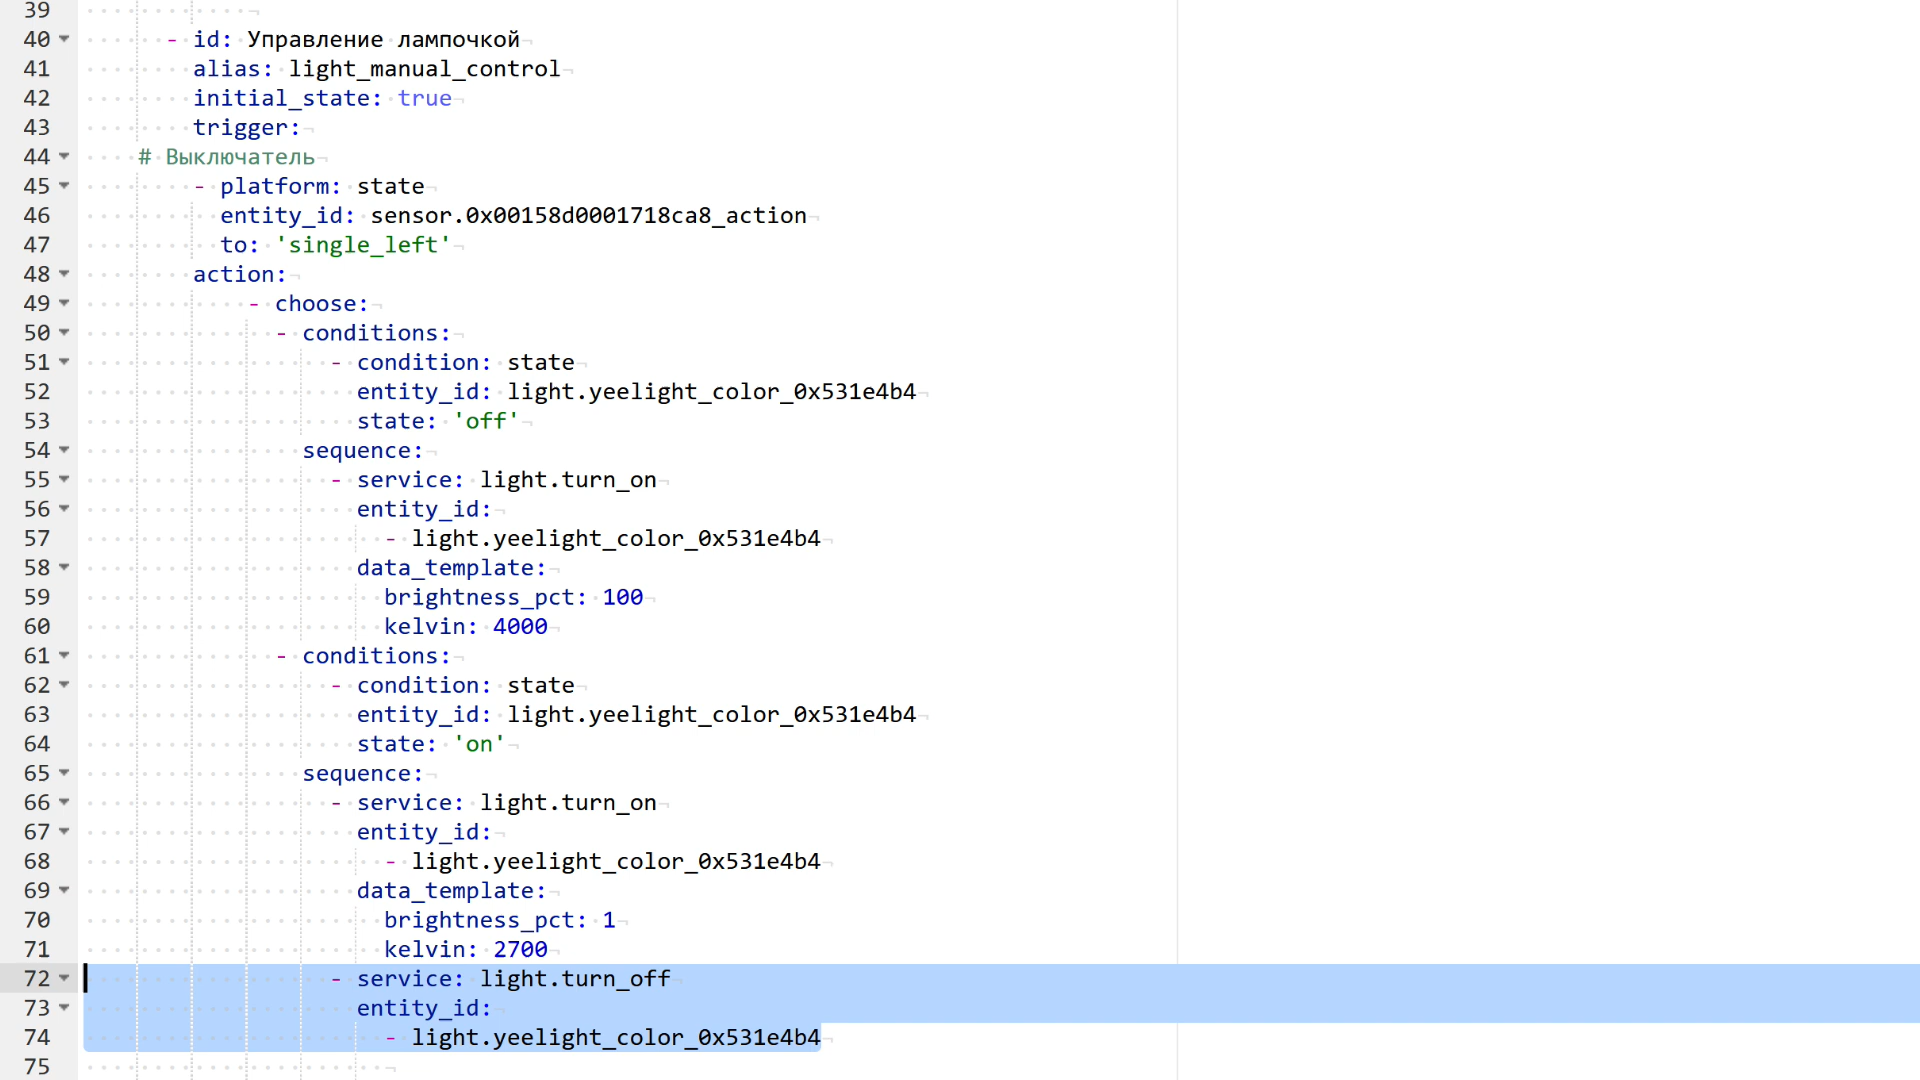 39
40 - id: Управление лампочкой
41 alias: light_manual_control
42 initial_state: true
43 trigger:
44 # Выключатель
45 - platform: state
46 entity_id: sensor.0x00158d0001718ca8_action
47 to: 'single_left'
48 action:
49 - choose:
50 - conditions:
51 - condition: state
52 entity_id: light.yeelight_color_0x531e4b4
53 state: 'off'
54 sequence:
55 - service: light.turn_on
56 entity_id:
57 - light.yeelight_color_0x531e4b4
58 data_template:
59 brightness_pct: 100
60 kelvin: 4000
61 - conditions:
62 - condition: state
63 entity_id: light.yeelight_color_0x531e4b4
64 state: 'on'
65 sequence:
66 - service: light.turn_on
67 entity_id:
68 - light.yeelight_color_0x531e4b4
69 data_template:
70 brightness_pct: 1
71 kelvin: 2700
72 - service: light.turn_off
73 entity_id:
74 - light.yeelight_color_0x531e4b4
75